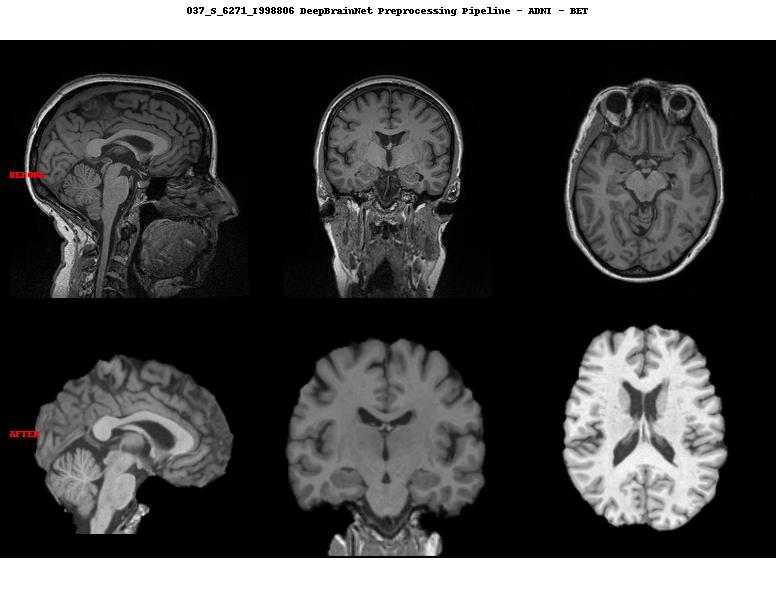 037_S_6271_I998806 DeepBrainNet Preprocessing Pipeline - ADNI - BET
BEFORE
AFTER